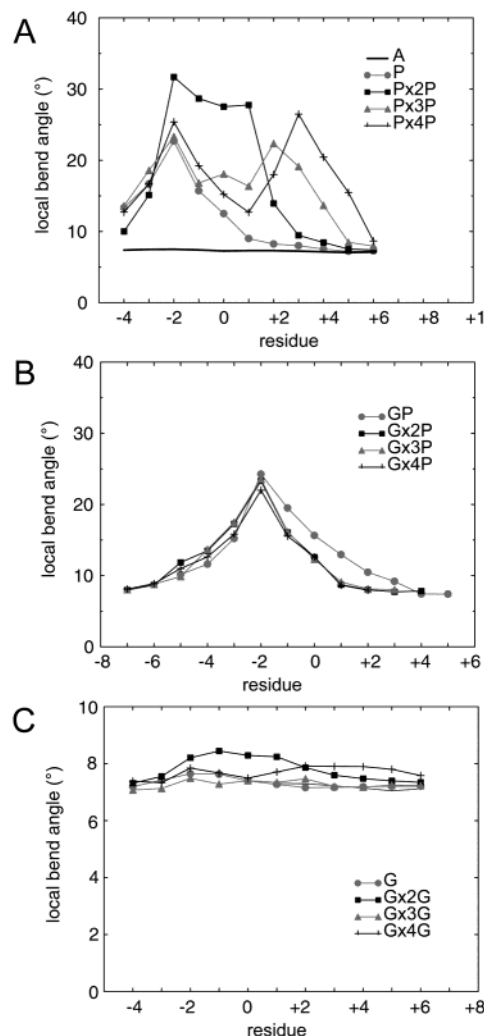 A
40
30
20
10
0
local bend angle (°)
A
P
Px2P
Px3P
Px4P
-4 -2 0 +2 +4 +6 +8 +1
residue
B
40
30
20
10
0
local bend angle (°)
GP
Gx2P
Gx3P
Gx4P
-8 -6 -4 -2 0 +2 +4 +6
residue
C
10
8
6
4
2
0
local bend angle (°)
G
Gx2G
Gx3G
Gx4G
-4 -2 0 +2 +4 +6 +8
residue